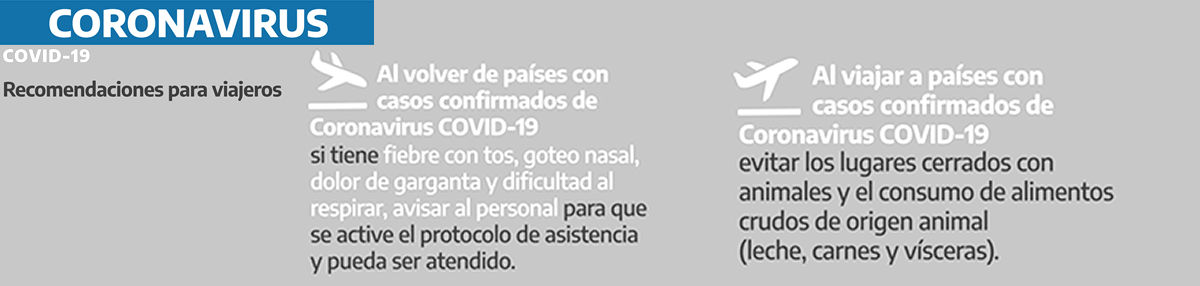 CORONAVIRUS
COVID-19
Recomendaciones para viajeros
Al volver de países con
casos confirmados de
Coronavirus COVID-19
si tiene fiebre con tos, goteo nasal,
dolor de garganta y dificultad al
respirar, avisar al personal para que
se active el protocolo de asistencia
y pueda ser atendido.
Al viajar a países con
casos confirmados de
Coronavirus COVID-19
evitar los lugares cerrados con
animales y el consumo de alimentos
crudos de origen animal
(leche, carnes y vísceras).